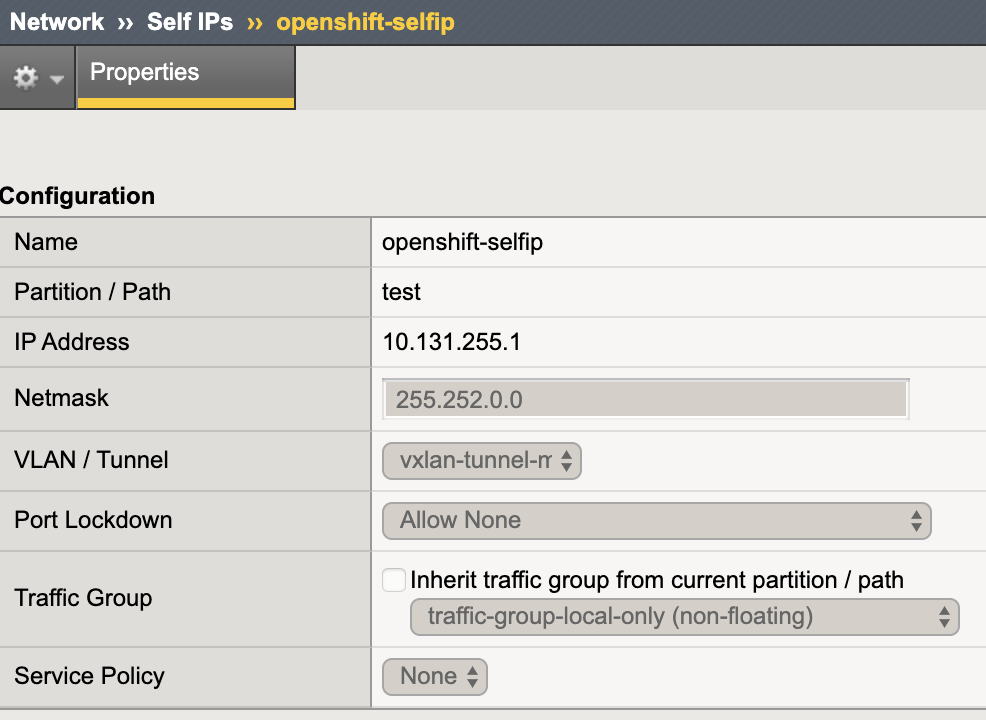 Network ›› Self IPs ›› openshift-selfip
Properties
Configuration
Name openshift-selfip
Partition / Path test
IP Address 10.131.255.1
Netmask 255.252.0.0
VLAN / Tunnel vxlan-tunnel-m
Port Lockdown Allow None
Traffic Group Inherit traffic group from current partition / path
traffic-group-local-only (non-floating)
Service Policy None